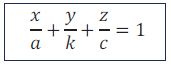 x/a + y/k + z/c = 1